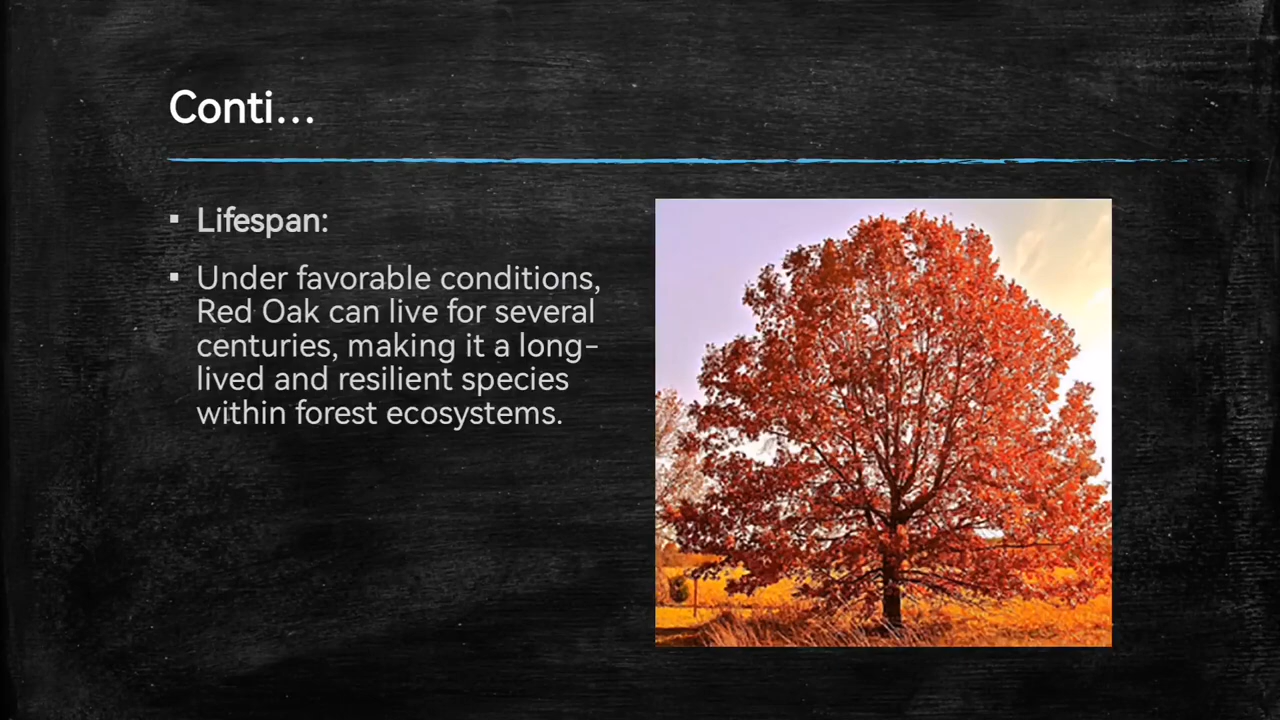 Conti...
Lifespan:
Under favorable conditions,
Red Oak can live for several
centuries, making it a long-
lived and resilient species
within forest ecosystems.